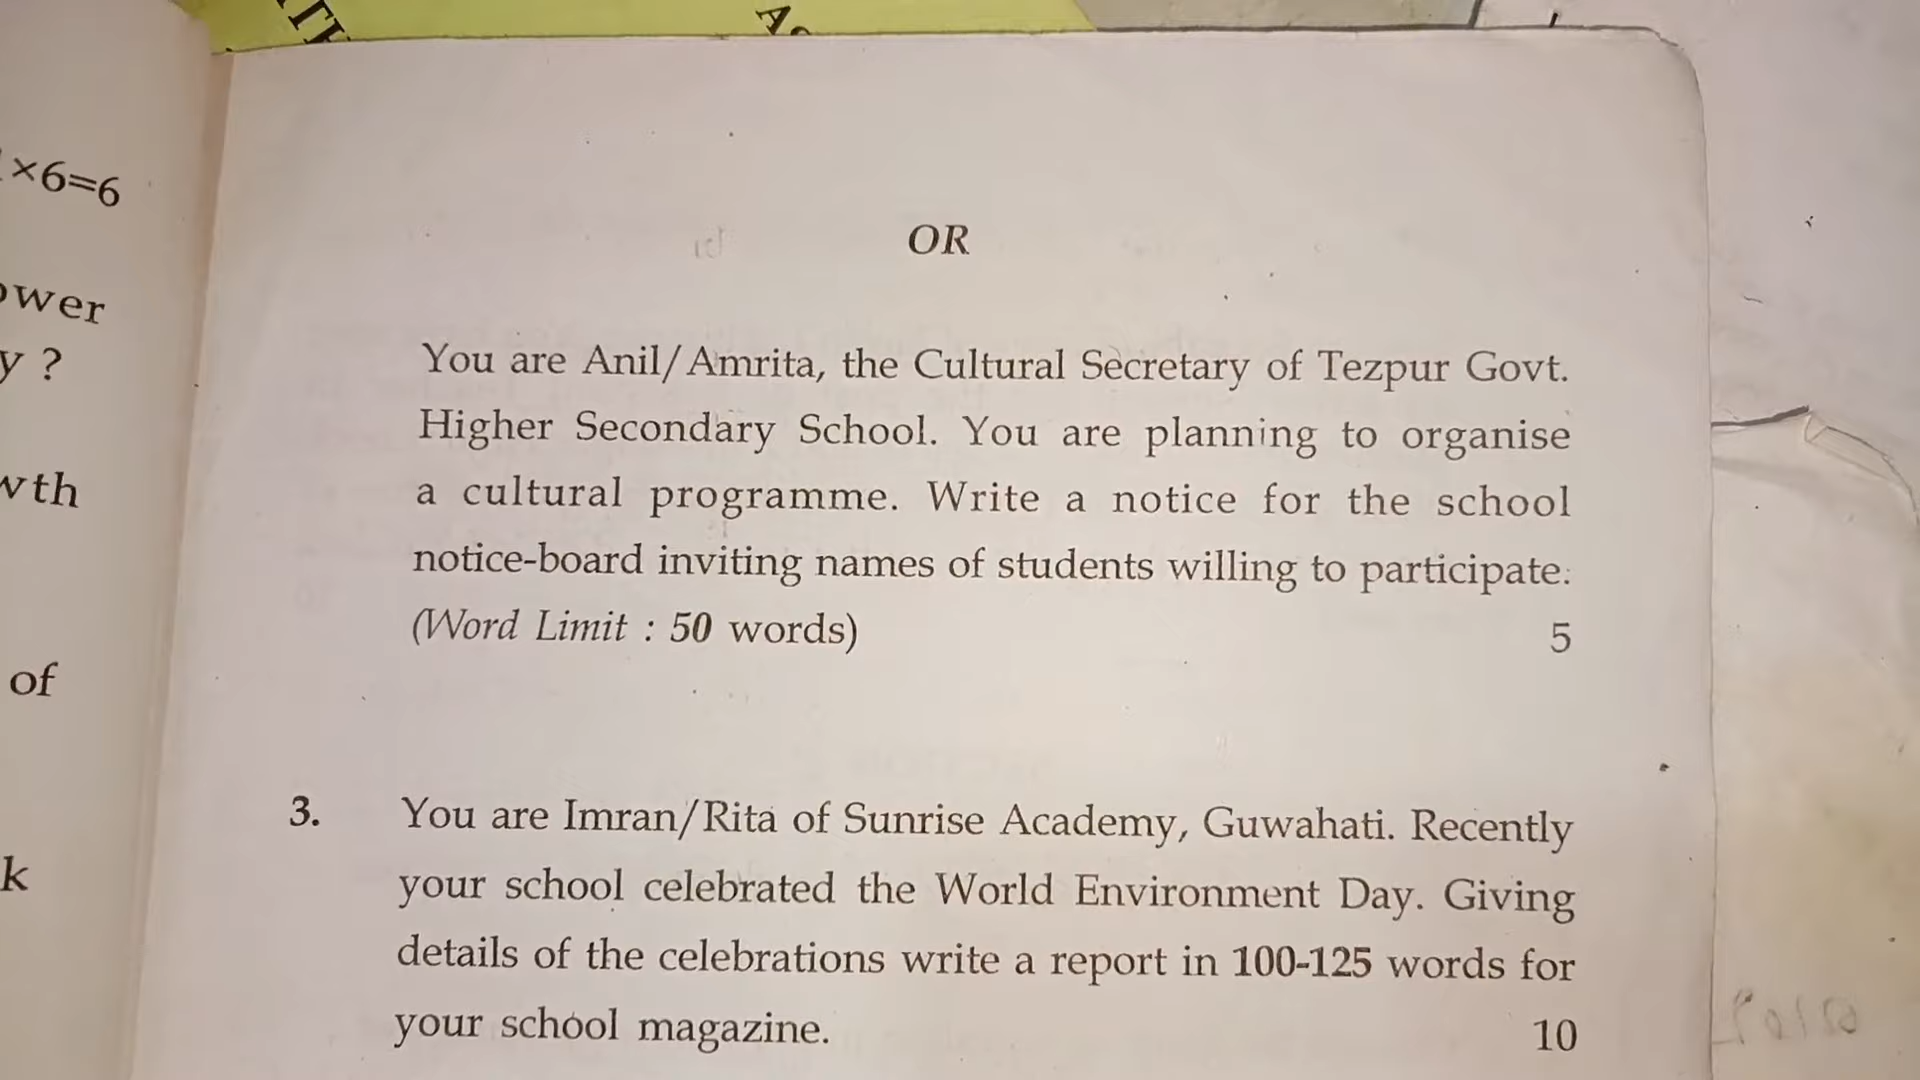 ×6=6
y ?
of
k
OR
You are Anil/Amrita, the Cultural Secretary of Tezpur Govt.
Higher Secondary School. You are planning to organise
a cultural programme. Write a notice for the school
notice-board inviting names of students willing to participate.
(Word Limit : 50 words) 5
3. You are Imran/Rita of Sunrise Academy, Guwahati. Recently
your school celebrated the World Environment Day. Giving
details of the celebrations write a report in 100-125 words for
your school magazine. 10